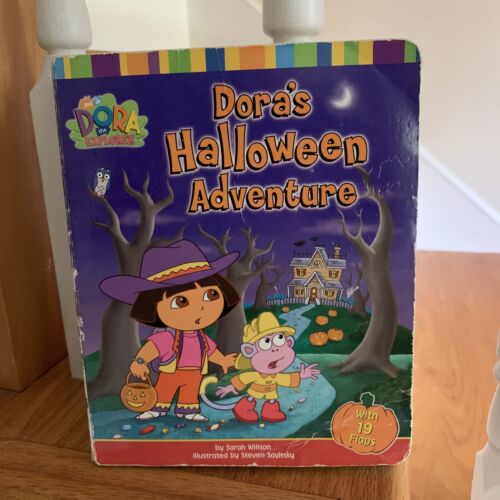 DORA
the
EXPLORER
Dora's
Halloween
Adventure
With
19
Flaps
by Sarah Willson
illustrated by Steven Savitsky